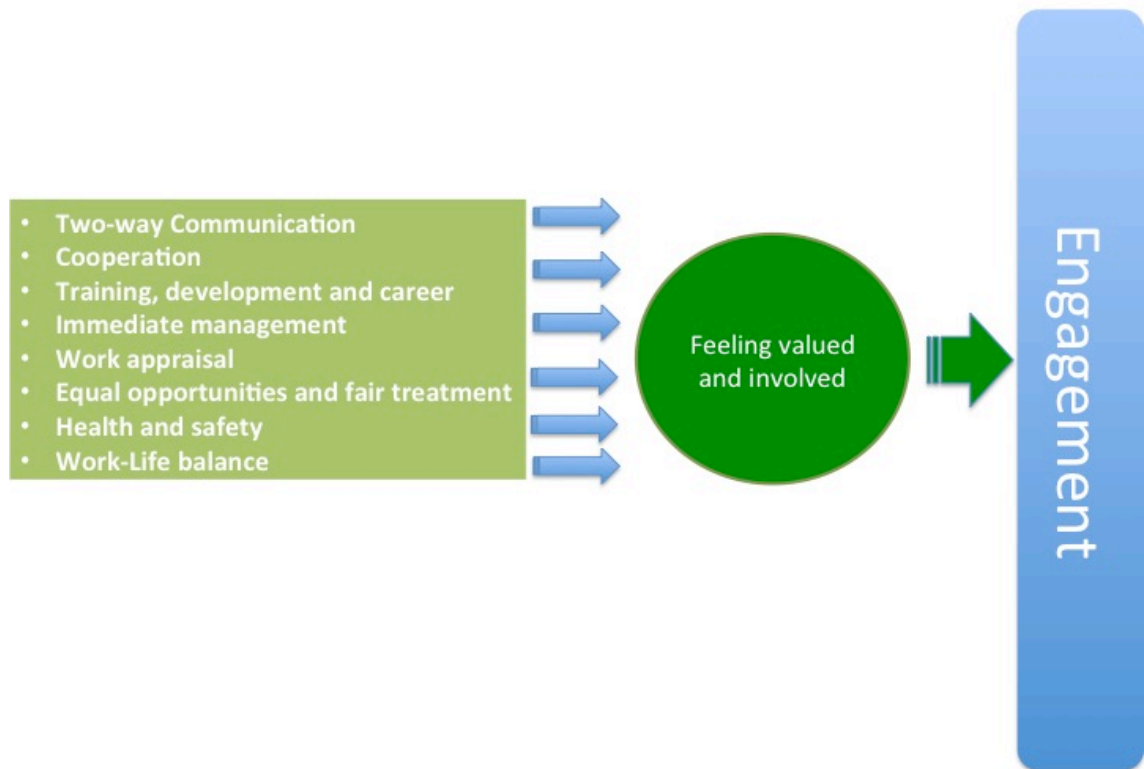 • Two-way Communication
• Cooperation
• Training, development and career
• Immediate management
• Work appraisal
• Equal opportunities and fair treatment
• Health and safety
• Work-Life balance
Feeling valued
and involved
Engagement